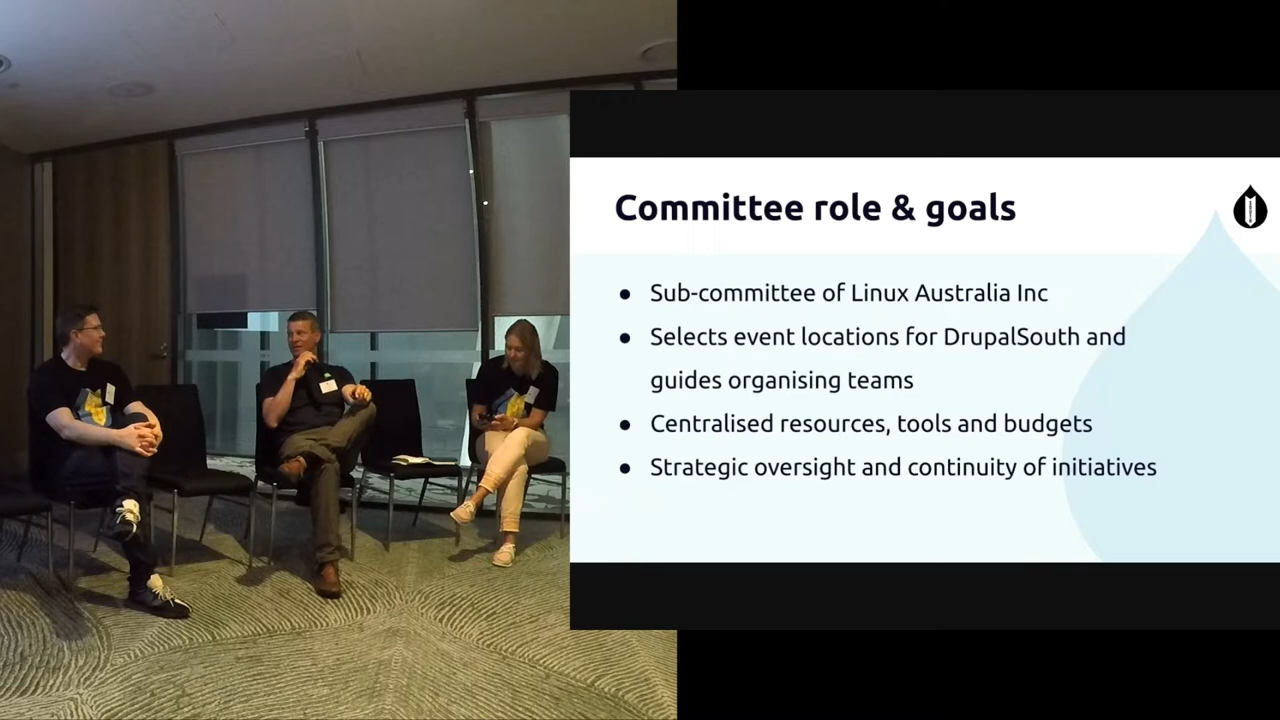 Committee role & goals
● Sub-committee of Linux Australia Inc
● Selects event locations for DrupalSouth and
guides organising teams
● Centralised resources, tools and budgets
● Strategic oversight and continuity of initiatives